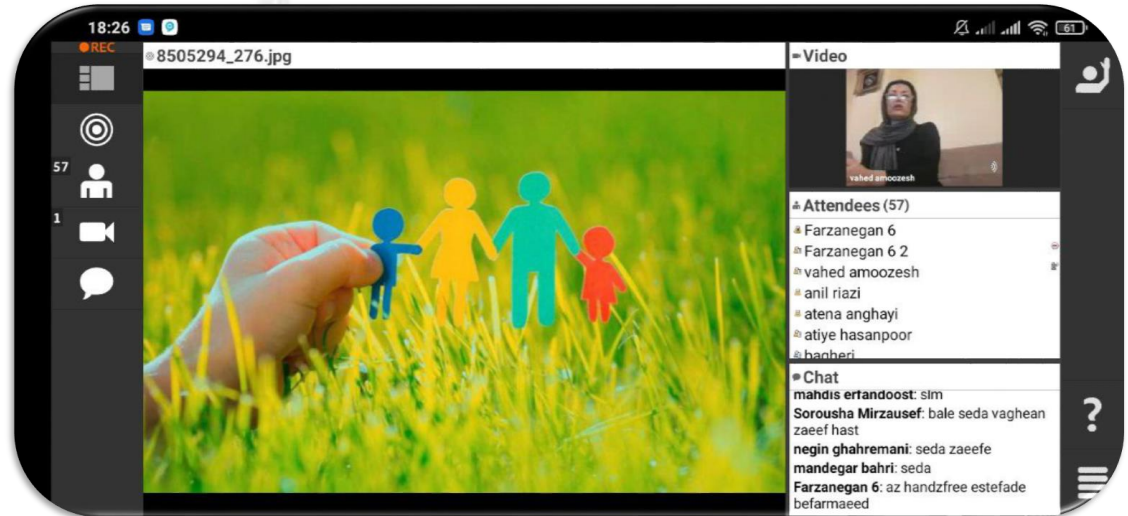 18:26
61
REC
8505294_276.jpg
57
1
Video
vahed amoozesh
Attendees (57)
Farzanegan 6
Farzanegan 6 2
vahed amoozesh
anil riazi
atena anghayi
atiye hasanpoor
bagheri
Chat
mahdis erfandoost: slm
Sorousha Mirzausef: bale seda vaghean
zaeef hast
negin ghahremani: seda zaeefe
mandegar bahri: seda
Farzanegan 6: az handzfree estefade
befarmaeed
?